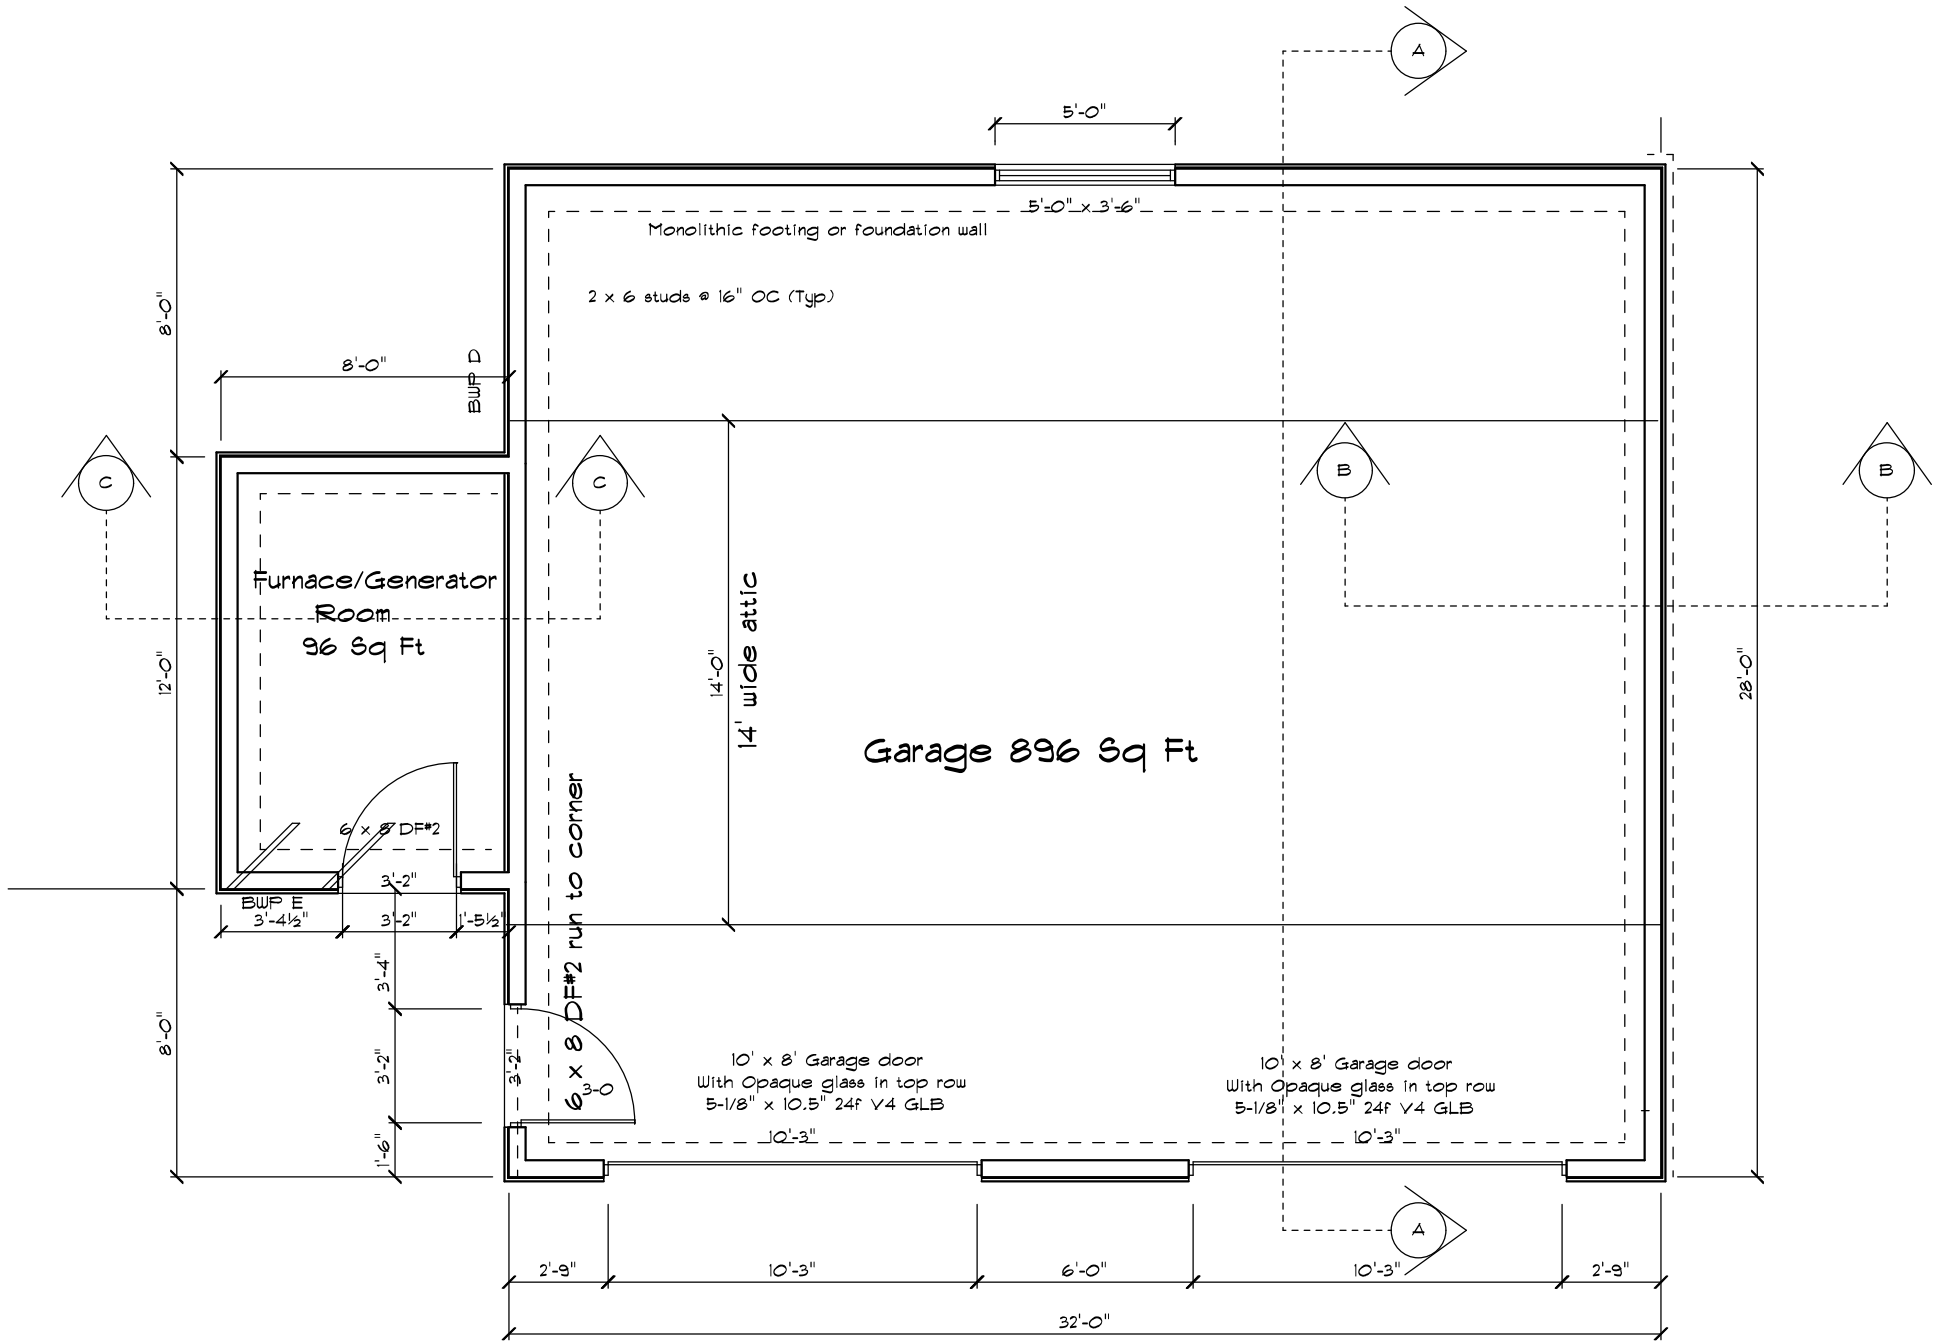 A
5'-0"
5'-0" x 3'-6"
Monolithic footing or foundation wall
2 x 6 studs @ 16" OC (Typ)
8'-0"
8'-0"
BWP D
C
C
B
B
Furnace/Generator
Room
96 Sq Ft
12'-0"
14'-0"
14' wide attic
28'-0"
Garage 896 Sq Ft
6 x 8 DF#2
3'-2"
BWP E
3'-4½"
3'-2"
1'-5½"
6 x 8 DF#2 run to corner
3'-4"
8'-0"
3'-2"
3'-2"
3-0
1'-6"
10' x 8' Garage door
With Opaque glass in top row
5-1/8" x 10.5" 24f V4 GLB
10'-3"
10' x 8' Garage door
With Opaque glass in top row
5-1/8" x 10.5" 24f V4 GLB
10'-3"
A
2'-9"
10'-3"
6'-0"
10'-3"
2'-9"
32'-0"